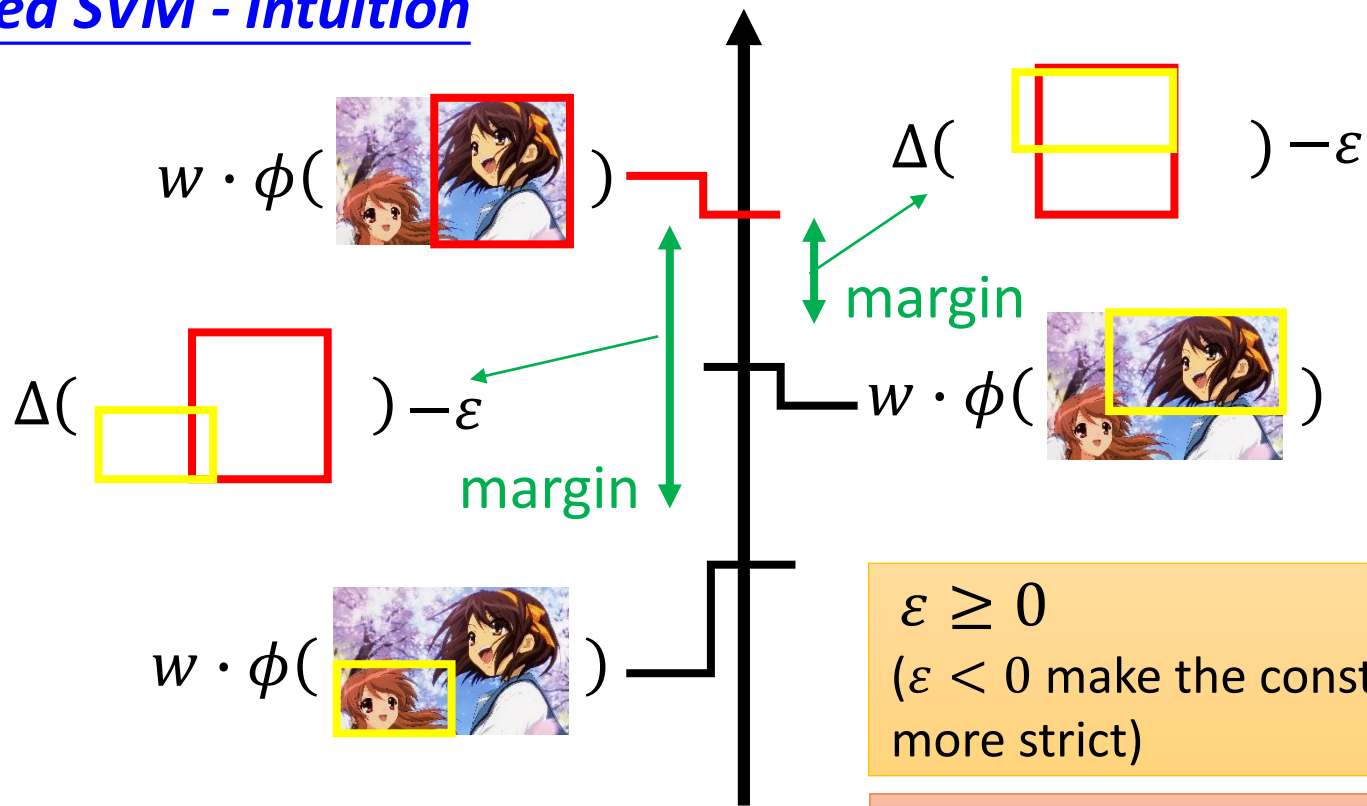 ed SVM - Intuition
w · ϕ( )
Δ( ) −ε
margin
w · ϕ( )
Δ( ) −ε
margin
w · ϕ( )
ε ≥ 0
(ε < 0 make the const
more strict)